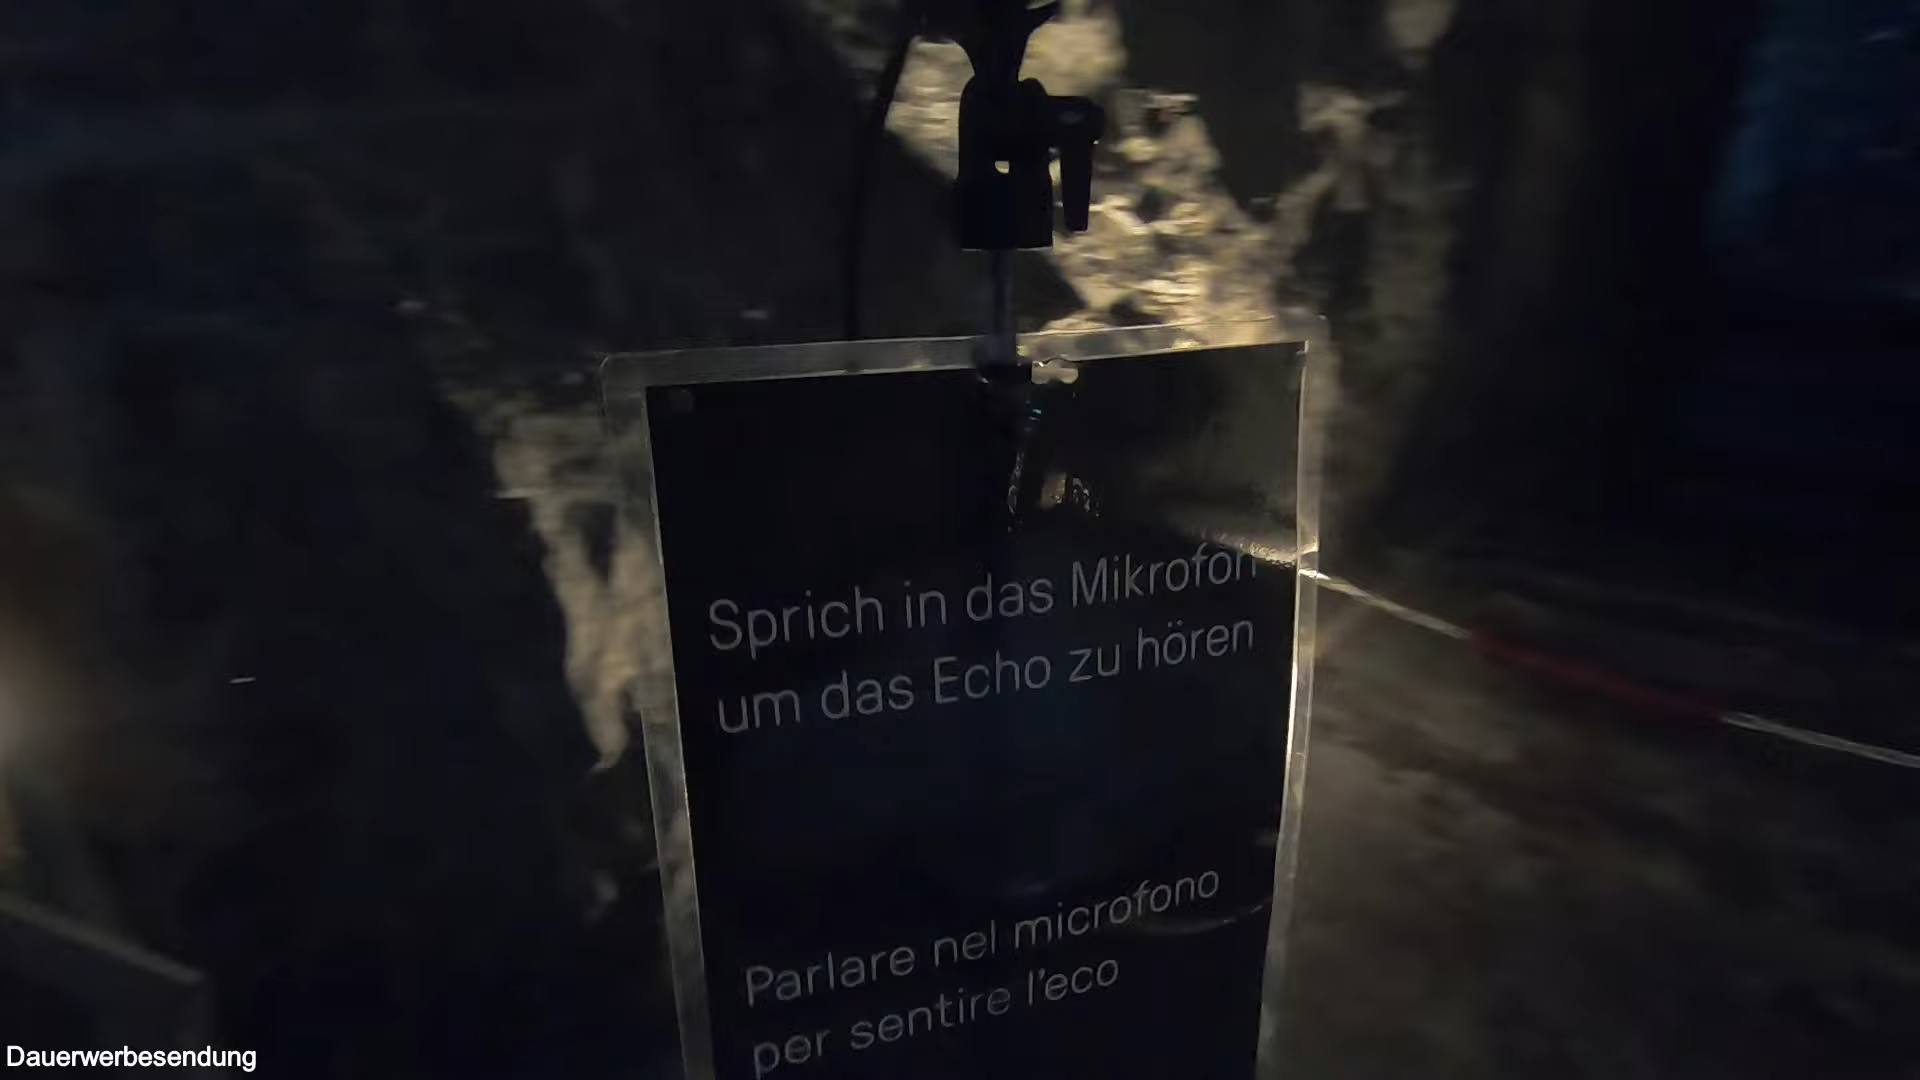 Sprich in das Mikrofon
um das Echo zu hören
Parlare nel microfono
per sentire l'eco
Dauerwerbesendung